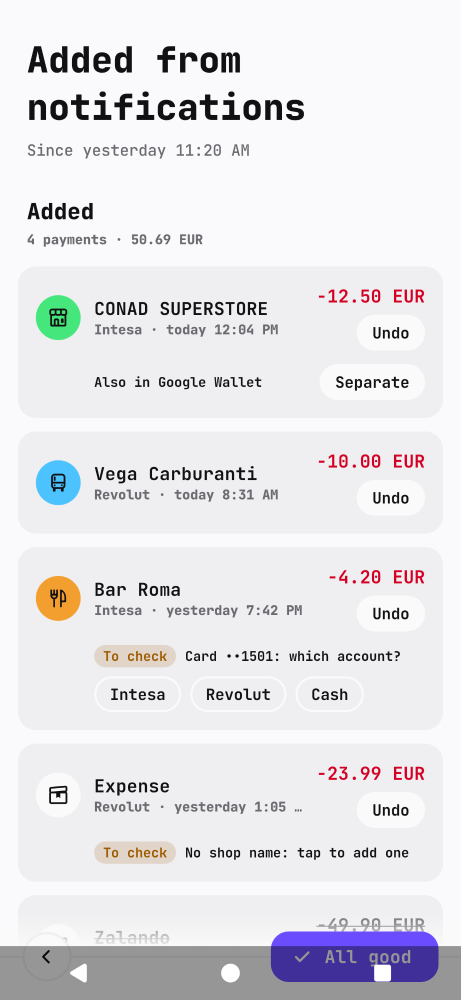 Added from
notifications
Since yesterday 11:20 AM
Added
4 payments · 50.69 EUR
CONAD SUPERSTORE
Intesa · today 12:04 PM
-12.50 EUR
Undo
Also in Google Wallet
Separate
Vega Carburanti
Revolut · today 8:31 AM
-10.00 EUR
Undo
Bar Roma
Intesa · yesterday 7:42 PM
-4.20 EUR
Undo
To check Card ••1501: which account?
Intesa Revolut Cash
Expense
Revolut · yesterday 1:05 …
-23.99 EUR
Undo
To check No shop name: tap to add one
Zalando
-49.90 EUR
All good